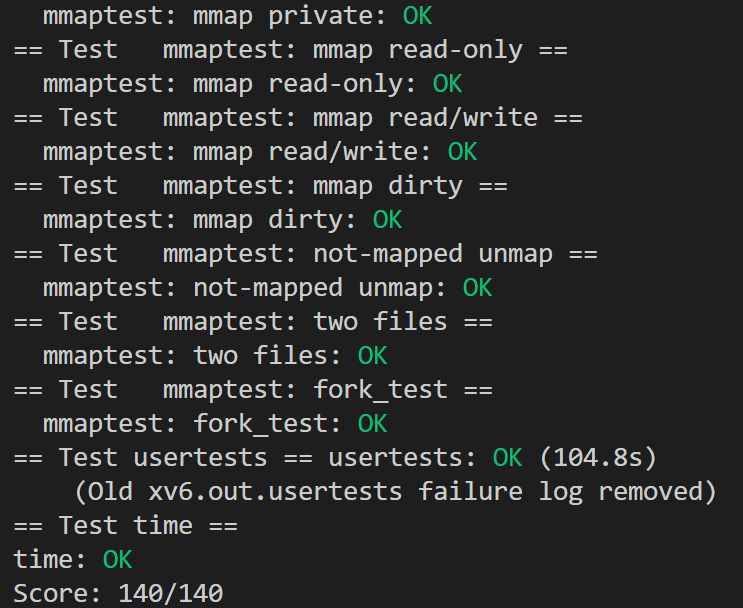 mmaptest: mmap private: OK
== Test   mmaptest: mmap read-only ==
  mmaptest: mmap read-only: OK
== Test   mmaptest: mmap read/write ==
  mmaptest: mmap read/write: OK
== Test   mmaptest: mmap dirty ==
  mmaptest: mmap dirty: OK
== Test   mmaptest: not-mapped unmap ==
  mmaptest: not-mapped unmap: OK
== Test   mmaptest: two files ==
  mmaptest: two files: OK
== Test   mmaptest: fork_test ==
  mmaptest: fork_test: OK
== Test usertests == usertests: OK (104.8s)
    (Old xv6.out.usertests failure log removed)
== Test time ==
time: OK
Score: 140/140